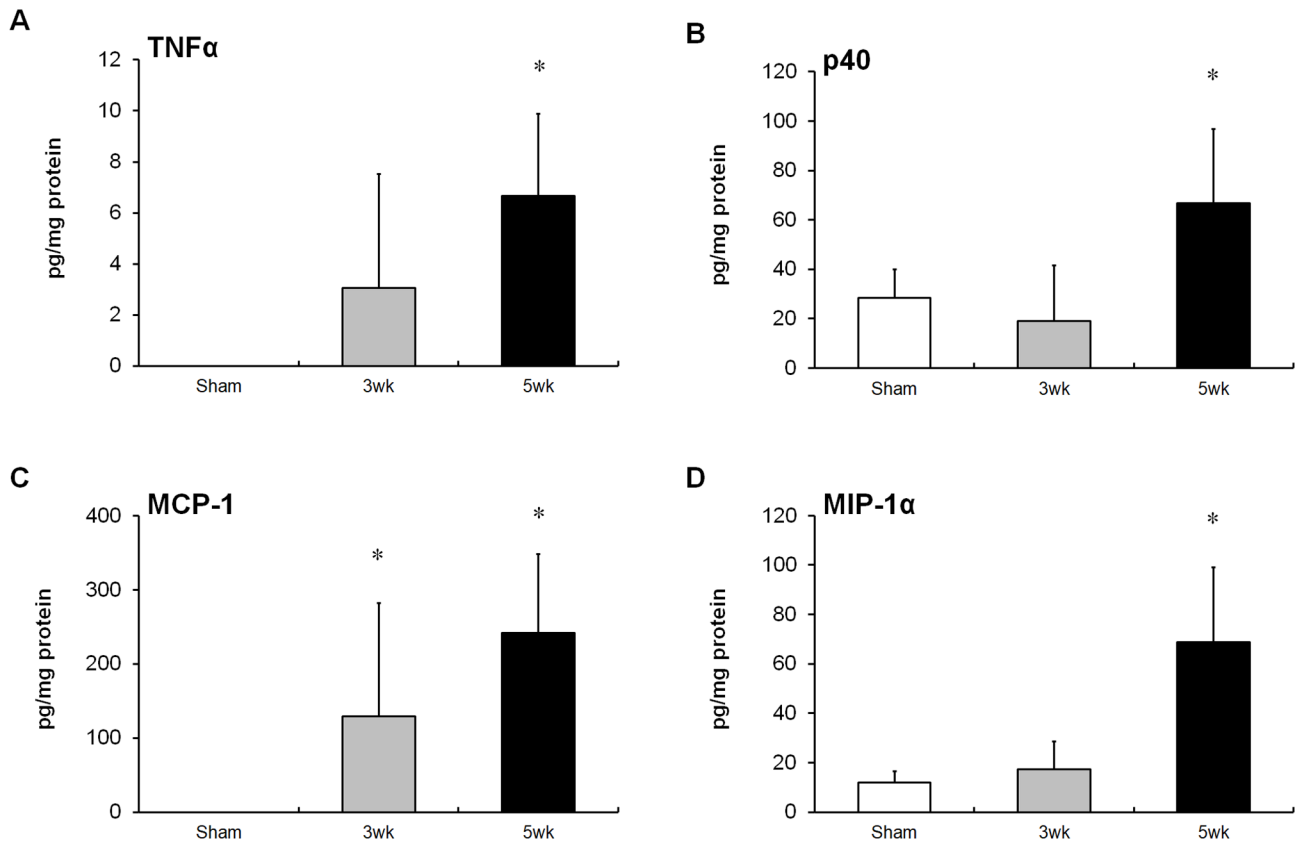 A
TNFα
12
10
8
6
4
2
0
pg/mg protein
*
Sham 3wk 5wk
B
p40
120
100
80
60
40
20
0
pg/mg protein
*
Sham 3wk 5wk
C
MCP-1
400
300
200
100
0
pg/mg protein
* *
Sham 3wk 5wk
D
MIP-1α
120
100
80
60
40
20
0
pg/mg protein
*
Sham 3wk 5wk